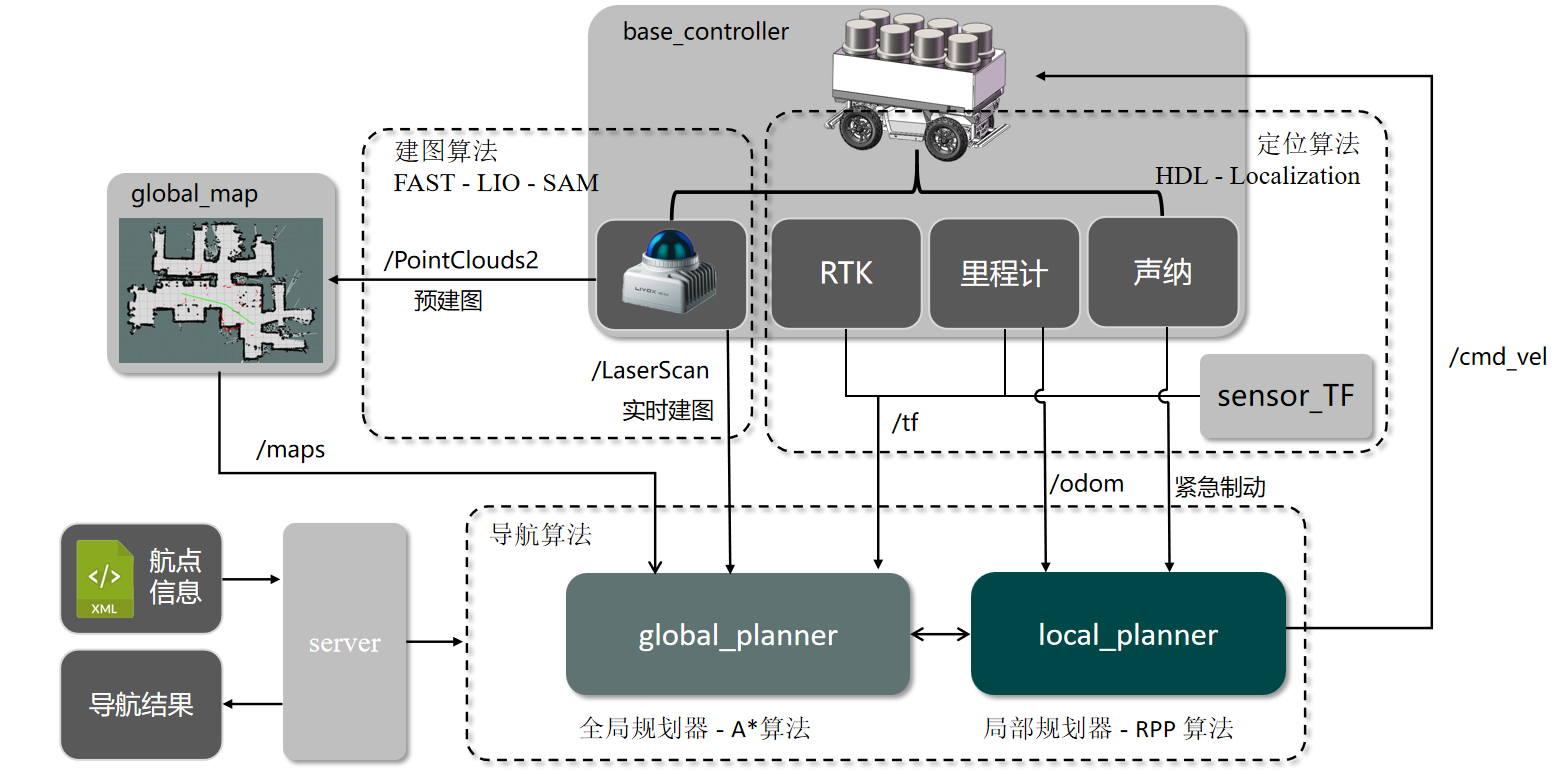 base_controller
建图算法
FAST - LIO - SAM
定位算法
HDL - Localization
global_map
/PointClouds2
预建图
LIVOX
RTK
里程计
声纳
/LaserScan
实时建图
sensor_TF
/cmd_vel
/tf
/maps
/odom
紧急制动
导航算法
</>
XML
航点
信息
server
导航结果
global_planner
local_planner
全局规划器 - A*算法
局部规划器 - RPP 算法